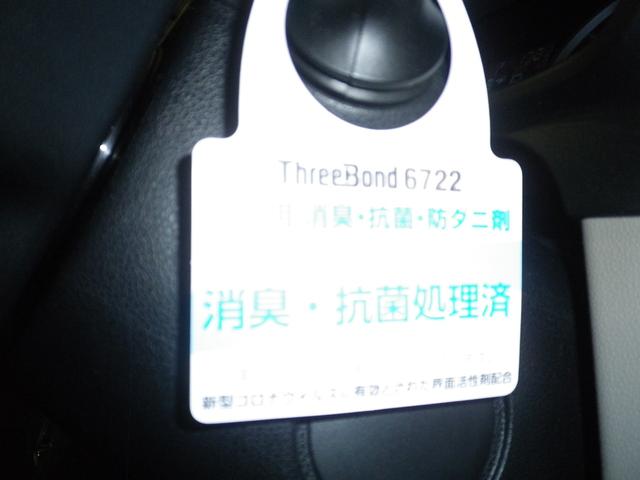 ThreeBond 6722
用 消臭・抗菌・防ダニ剤
消臭・抗菌処理済
新型コロナウィルスに有効とされた界面活性剤配合